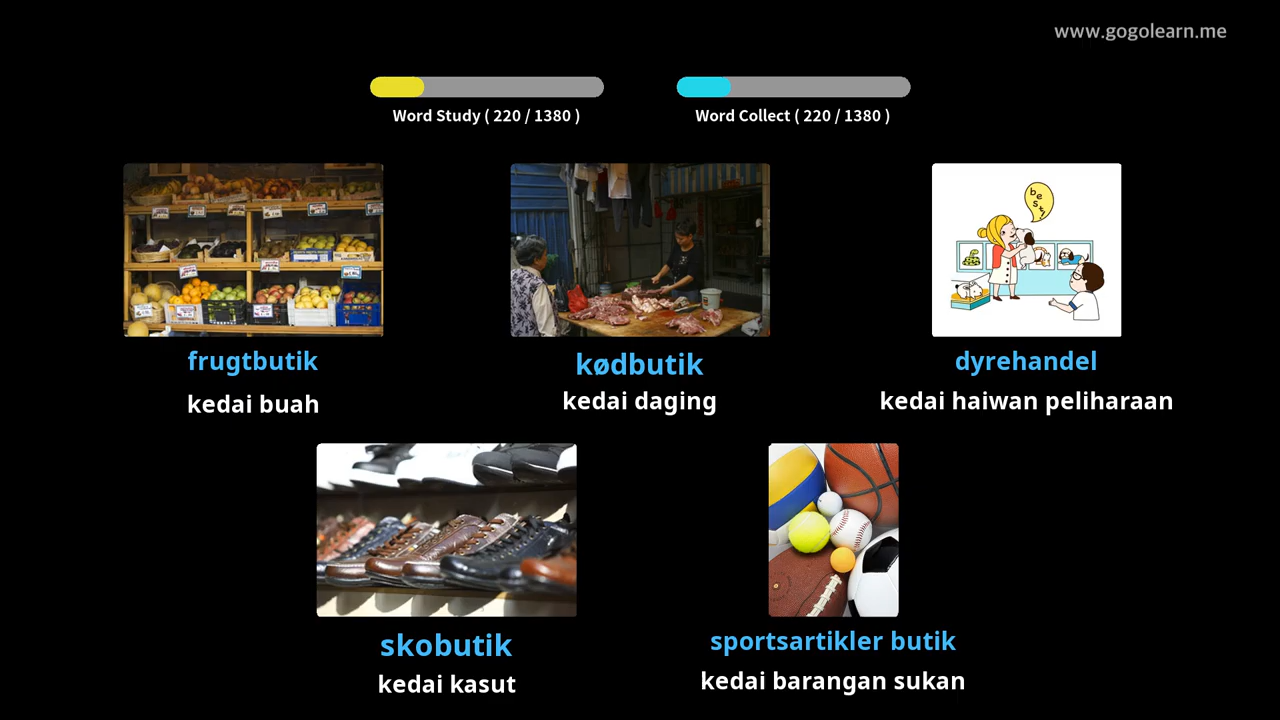 www.gogolearn.me
Word Study ( 220 / 1380 )
Word Collect ( 220 / 1380 )
best
frugtbutik
kedai buah
kødbutik
kedai daging
dyrehandel
kedai haiwan peliharaan
skobutik
kedai kasut
sportsartikler butik
kedai barangan sukan